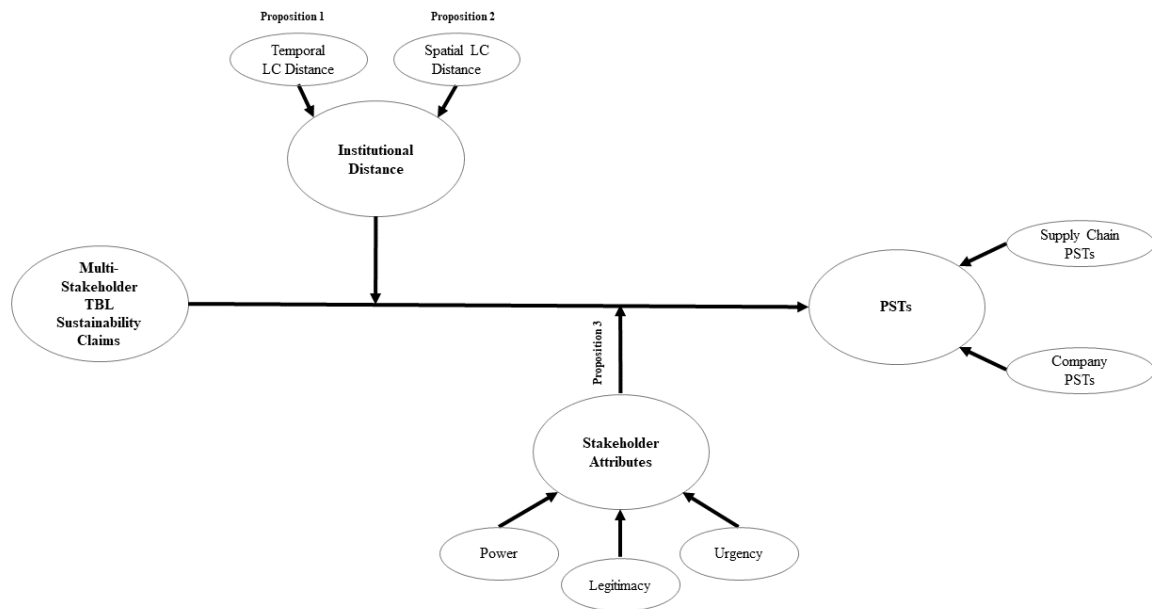 Proposition 1
Proposition 2
Temporal
LC Distance
Spatial LC
Distance
Institutional
Distance
Multi-
Stakeholder
TBL
Sustainability
Claims
PSTs
Supply Chain
PSTs
Company
PSTs
Proposition 3
Stakeholder
Attributes
Power
Legitimacy
Urgency